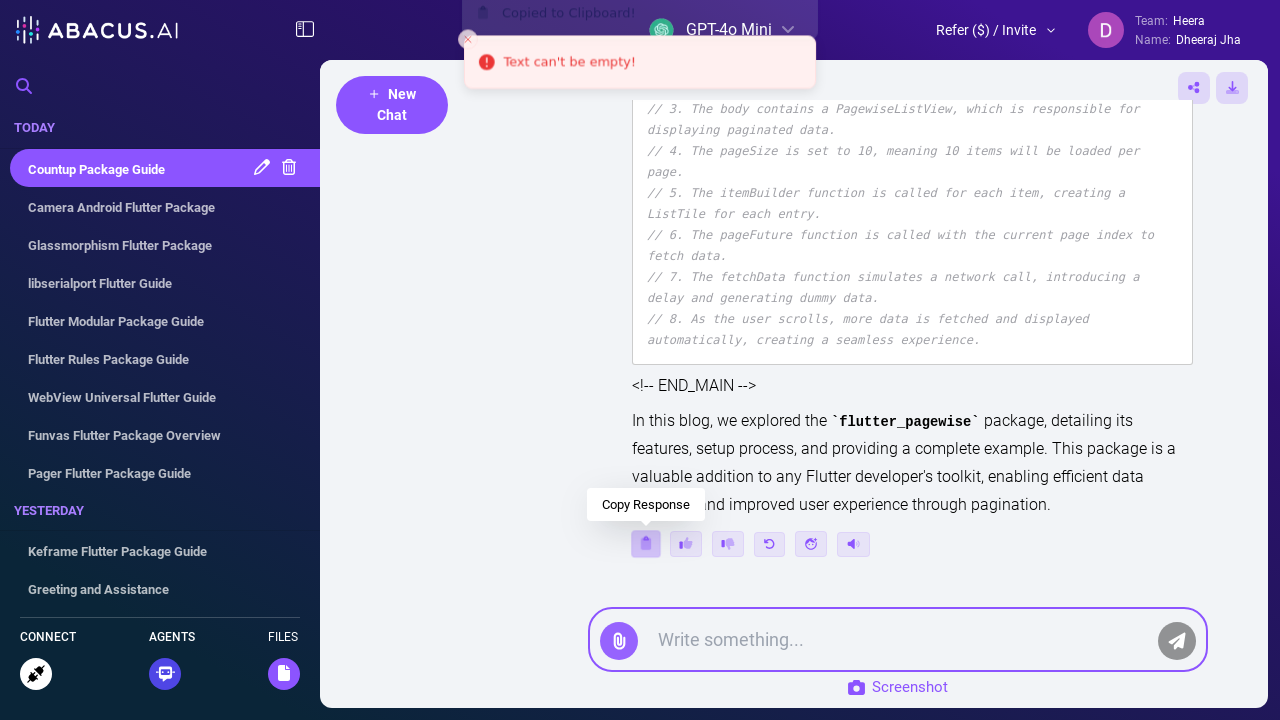 ABACUS.AI
Copied to Clipboard!
GPT-4o Mini
Refer ($) / Invite
D
Team: Heera
Name: Dheeraj Jha
Text can't be empty!
+ New
Chat
TODAY
Countup Package Guide
Camera Android Flutter Package
Glassmorphism Flutter Package
libserialport Flutter Guide
Flutter Modular Package Guide
Flutter Rules Package Guide
WebView Universal Flutter Guide
Funvas Flutter Package Overview
Pager Flutter Package Guide
YESTERDAY
Keframe Flutter Package Guide
Greeting and Assistance
CONNECT
AGENTS
FILES
// 3. The body contains a PagewiseListView, which is responsible for
displaying paginated data.
// 4. The pageSize is set to 10, meaning 10 items will be loaded per
page.
// 5. The itemBuilder function is called for each item, creating a
ListTile for each entry.
// 6. The pageFuture function is called with the current page index to
fetch data.
// 7. The fetchData function simulates a network call, introducing a
delay and generating dummy data.
// 8. As the user scrolls, more data is fetched and displayed
automatically, creating a seamless experience.
<!-- END_MAIN -->
In this blog, we explored the `flutter_pagewise` package, detailing its
features, setup process, and providing a complete example. This package is a
valuable addition to any Flutter developer's toolkit, enabling efficient data
and improved user experience through pagination.
Copy Response
Write something...
Screenshot